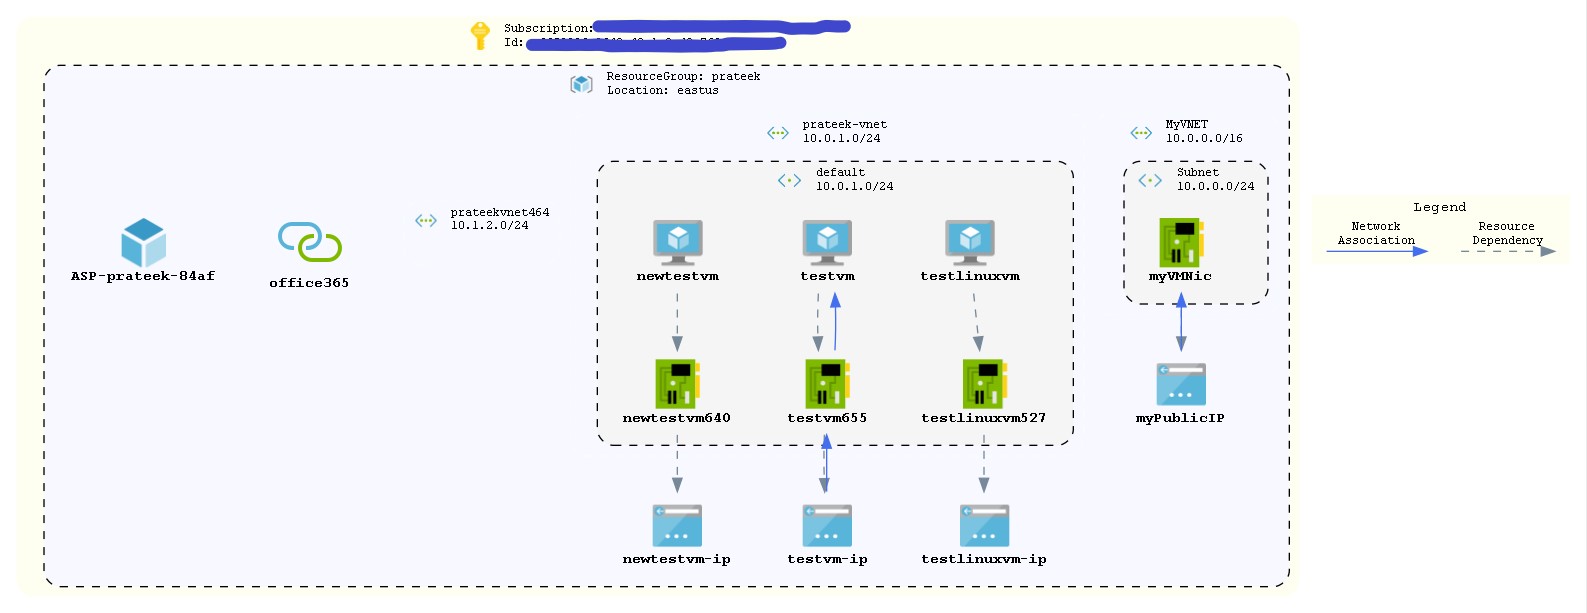 Subscription:
Id:
ResourceGroup: prateek
Location: eastus
prateek-vnet
10.0.1.0/24
MyVNET
10.0.0.0/16
default
10.0.1.0/24
Subnet
10.0.0.0/24
prateekvnet464
10.1.2.0/24
ASP-prateek-84af
office365
newtestvm
testvm
testlinuxvm
myVMNic
newtestvm640
testvm655
testlinuxvm527
myPublicIP
newtestvm-ip
testvm-ip
testlinuxvm-ip
Legend
Network
Association
Resource
Dependency